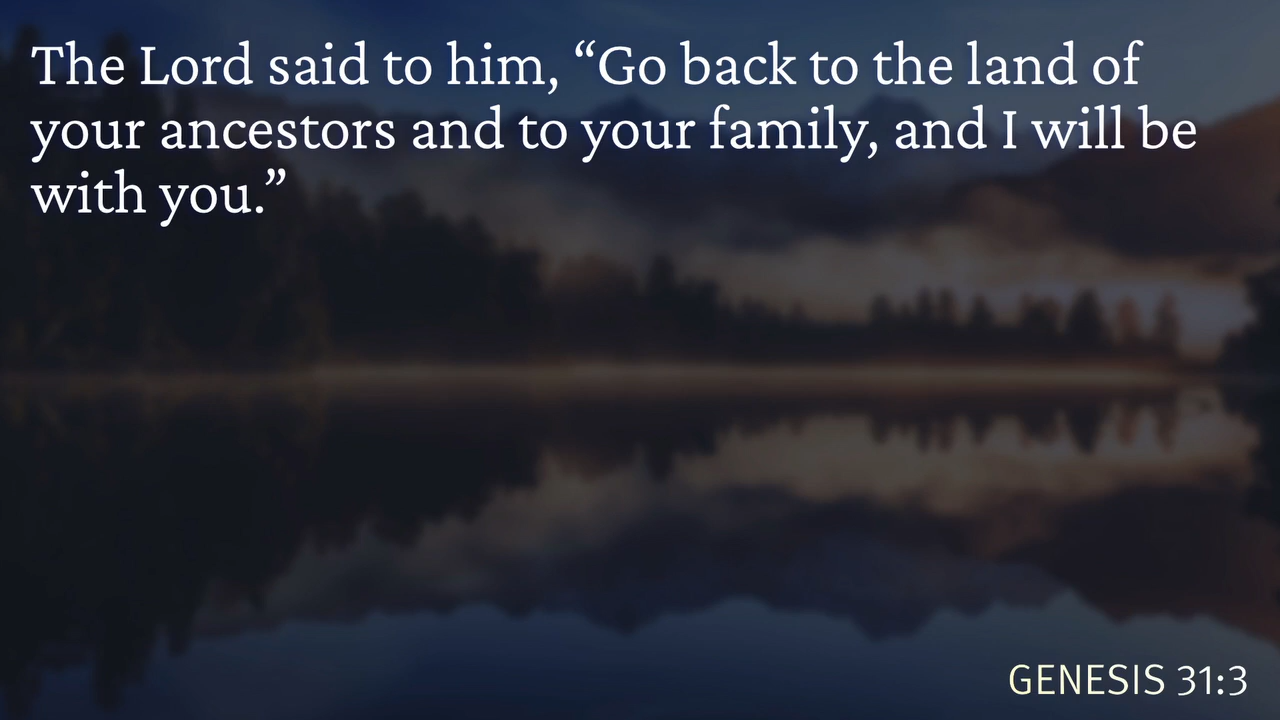 The Lord said to him, “Go back to the land of
your ancestors and to your family, and I will be
with you.”
GENESIS 31:3